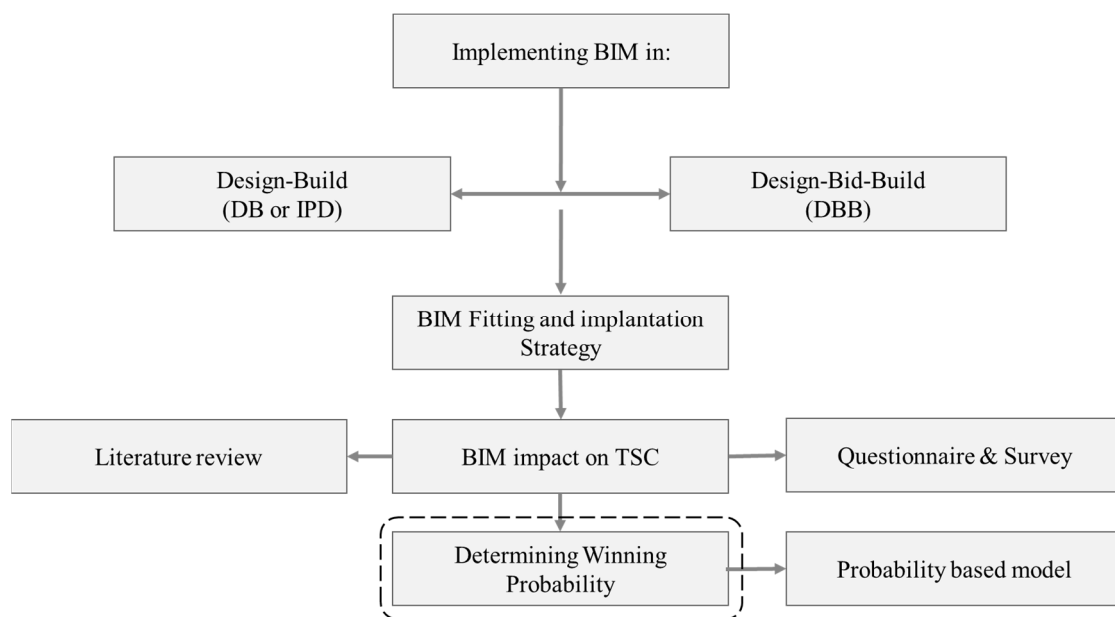 Implementing BIM in:
Design-Build
(DB or IPD)
Design-Bid-Build
(DBB)
BIM Fitting and implantation
Strategy
Literature review
BIM impact on TSC
Questionnaire & Survey
Determining Winning
Probability
Probability based model